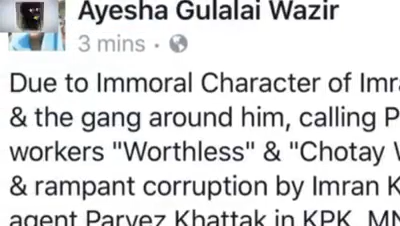 Ayesha Gulalai Wazir
3 mins ·
Due to Immoral Character of
& the gang around him, calling
workers "Worthless" & "Chotay
& rampant corruption by Imran
agent Parvez Khattak in KPK,